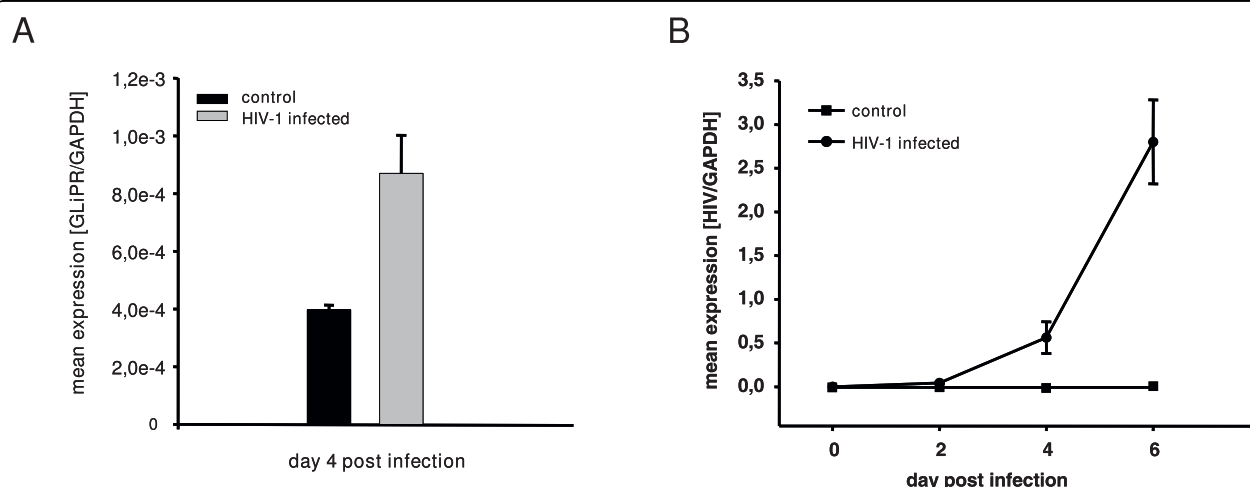 A
mean expression [GLiPR/GAPDH]
1,2e-3
1,0e-3
8,0e-4
6,0e-4
4,0e-4
2,0e-4
0
control
HIV-1 infected
day 4 post infection
B
mean expression [HIV/GAPDH]
3,5
3,0
2,5
2,0
1,5
1,0
0,5
0,0
control
HIV-1 infected
0 2 4 6
day post infection